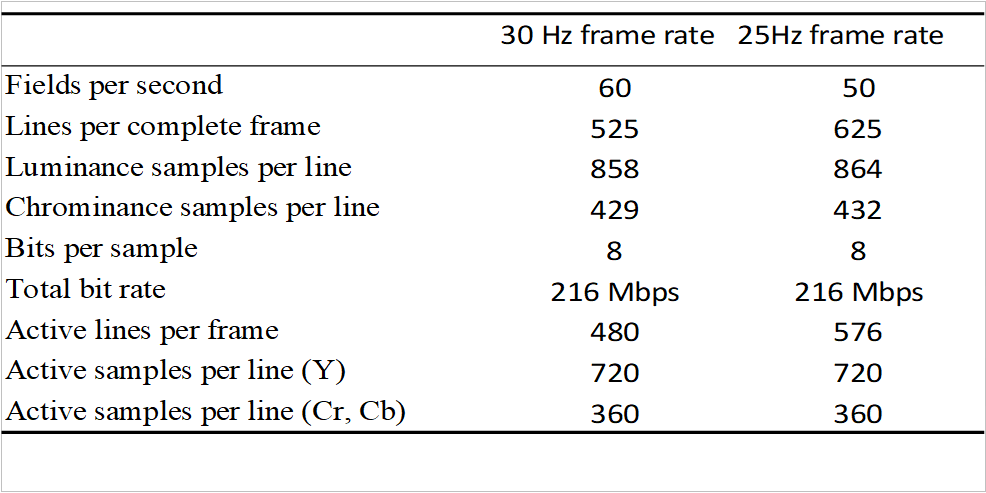 30 Hz frame rate 25Hz frame rate
Fields per second 60 50
Lines per complete frame 525 625
Luminance samples per line 858 864
Chrominance samples per line 429 432
Bits per sample 8 8
Total bit rate 216 Mbps 216 Mbps
Active lines per frame 480 576
Active samples per line (Y) 720 720
Active samples per line (Cr, Cb) 360 360